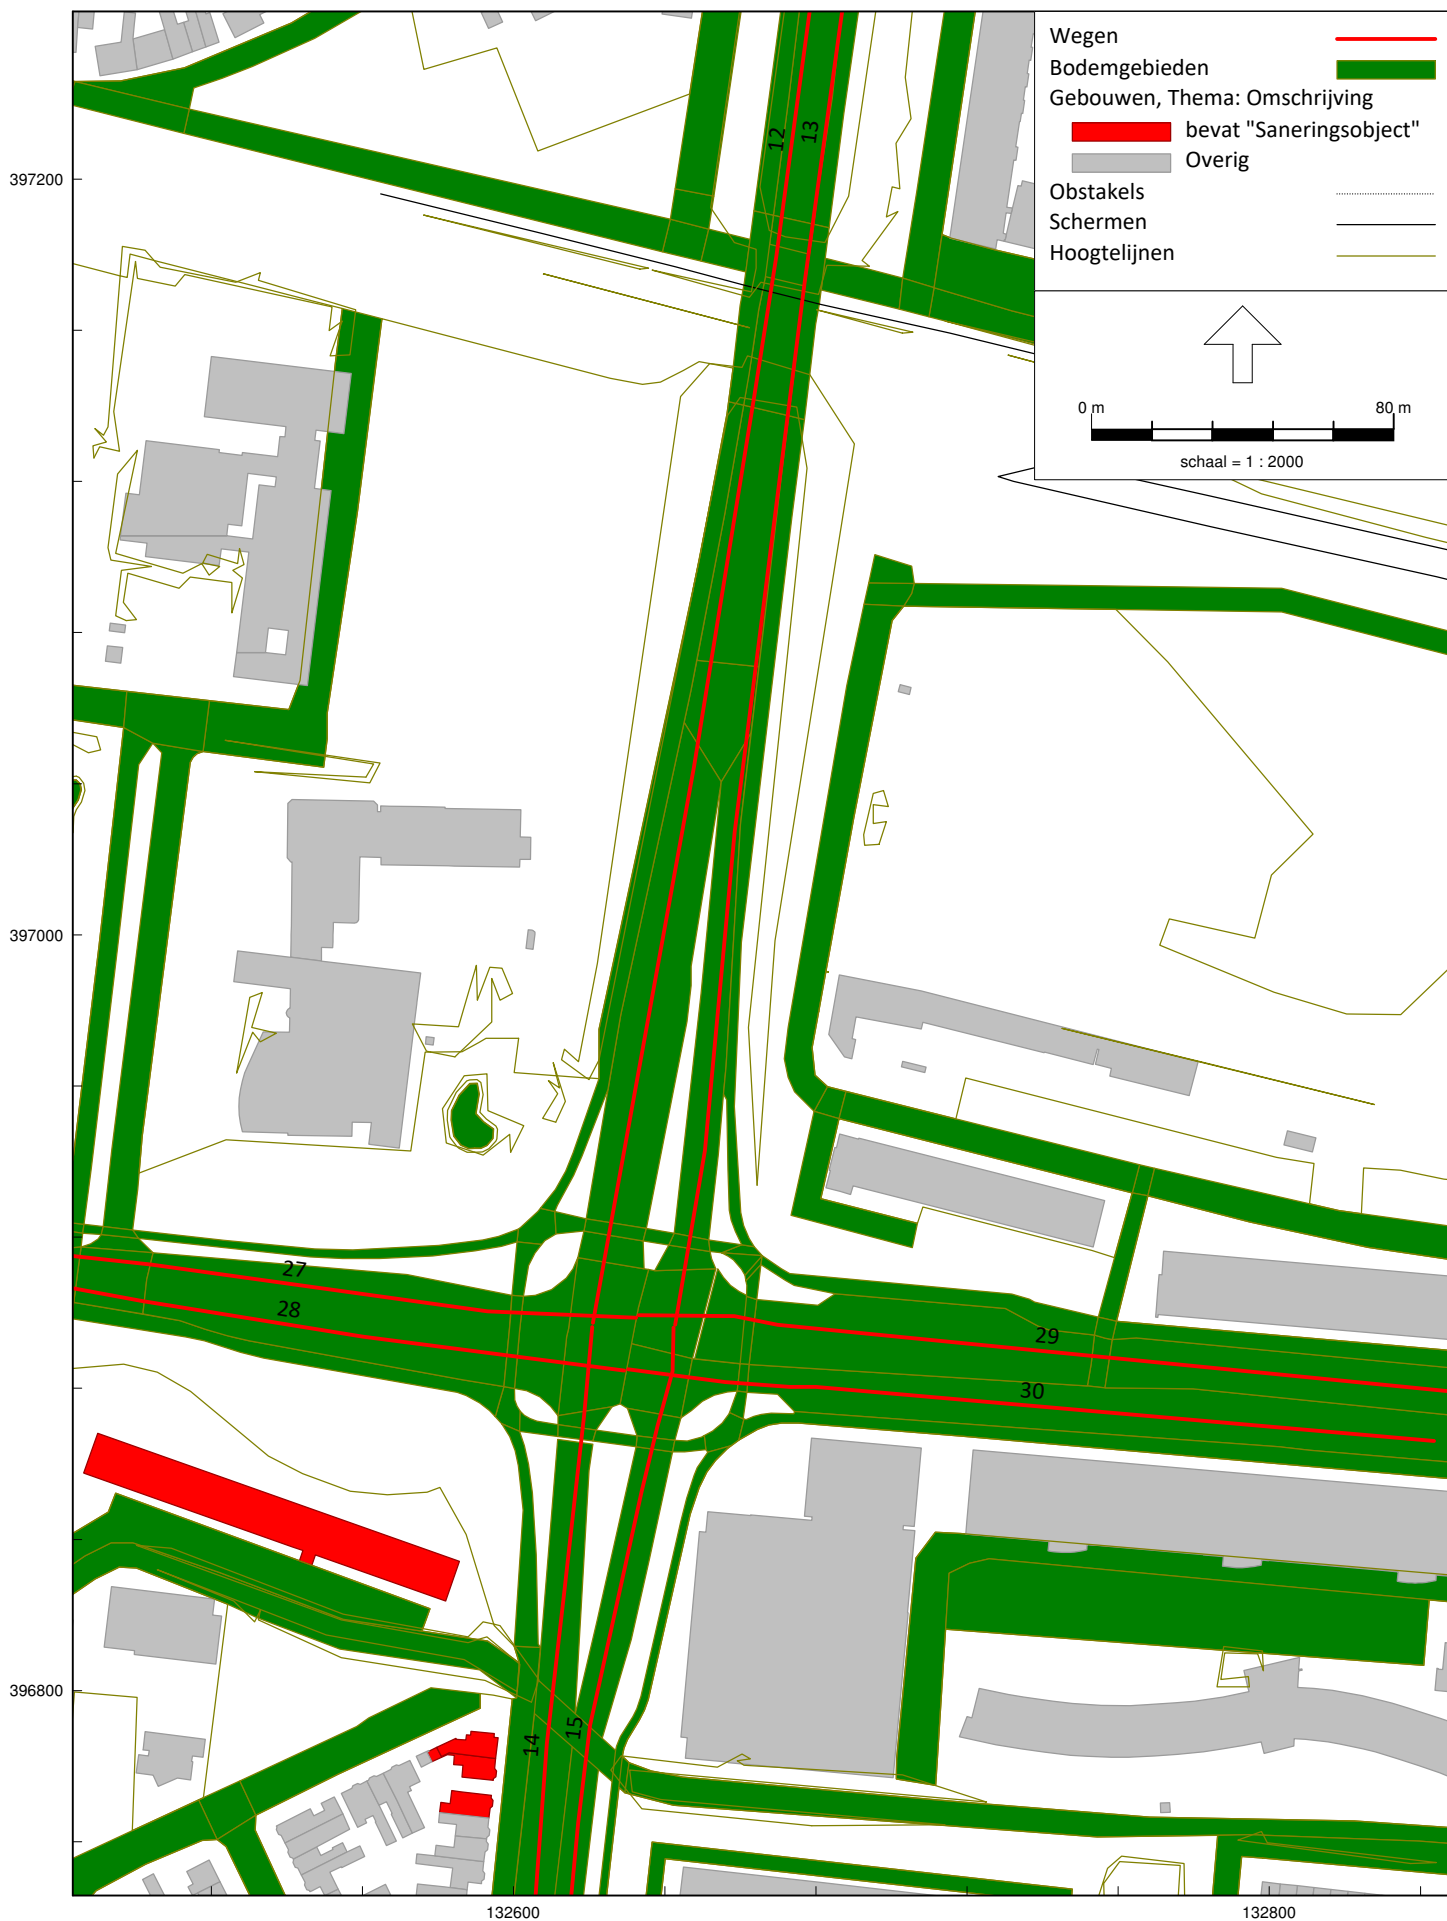 Wegen
Bodemgebieden
Gebouwen, Thema: Omschrijving
bevat "Saneringsobject"
Overig
Obstakels
Schermen
Hoogtelijnen
0 m 80 m
schaal = 1 : 2000
12 13
397200
397000
27
28
29
30
396800
14 15
132600 132800